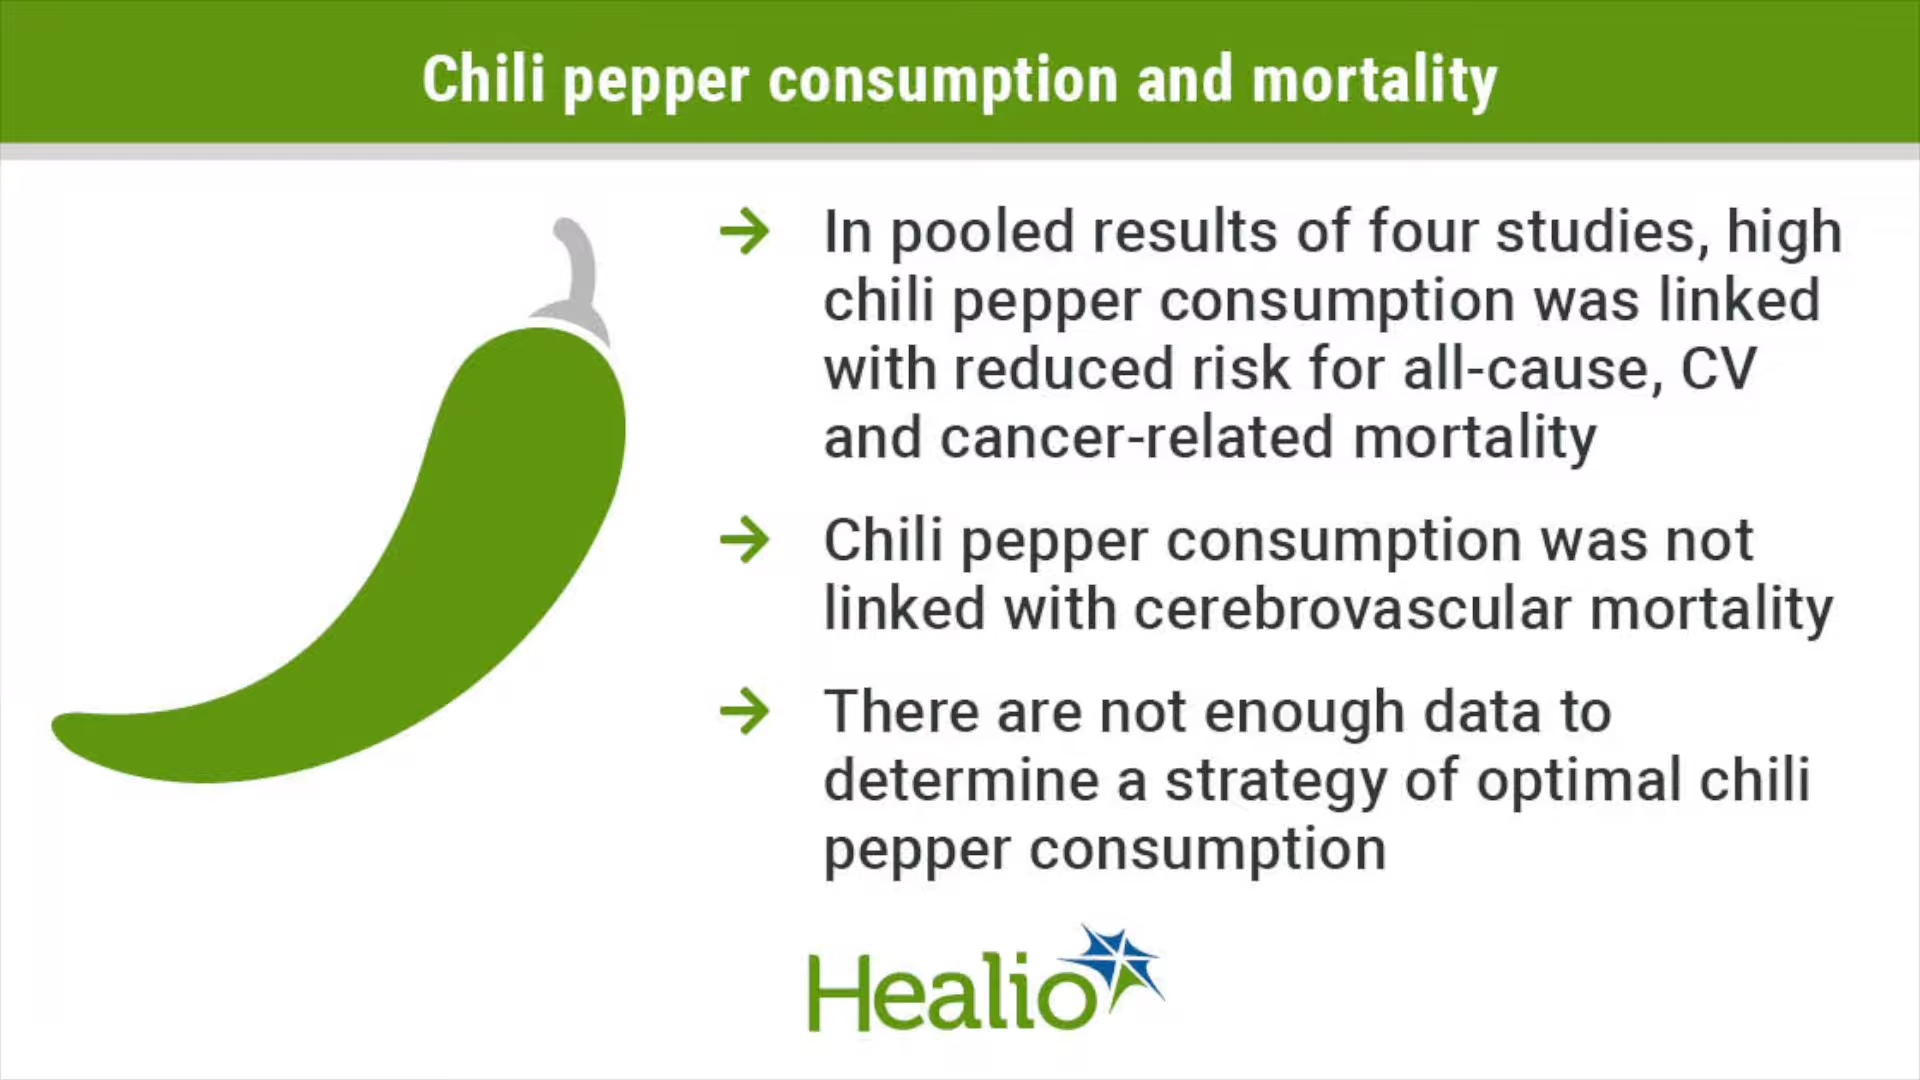 Chili pepper consumption and mortality
In pooled results of four studies, high
chili pepper consumption was linked
with reduced risk for all-cause, CV
and cancer-related mortality
Chili pepper consumption was not
linked with cerebrovascular mortality
There are not enough data to
determine a strategy of optimal chili
pepper consumption
Healio